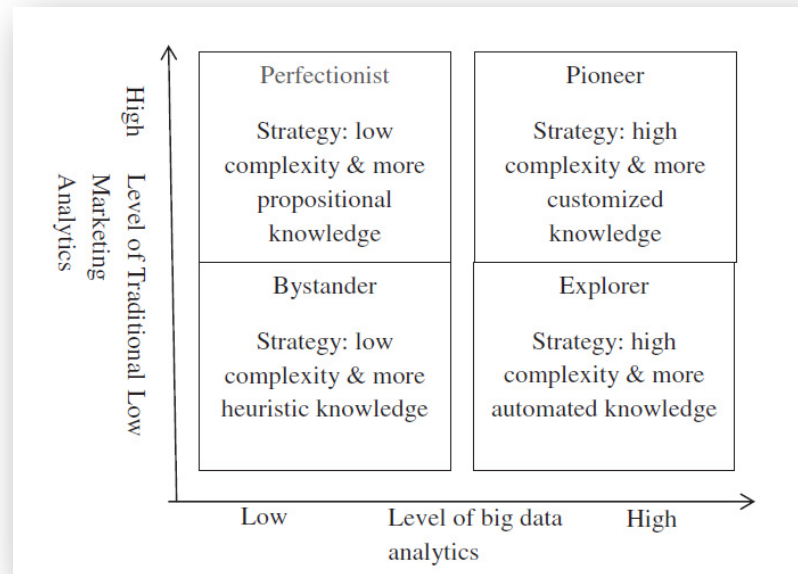 Perfectionist
Strategy: low
complexity & more
propositional
knowledge
Pioneer
Strategy: high
complexity & more
customized
knowledge
Bystander
Strategy: low
complexity & more
heuristic knowledge
Explorer
Strategy: high
complexity & more
automated knowledge
High Level of Traditional Low
Marketing
Analytics
Low Level of big data High
analytics